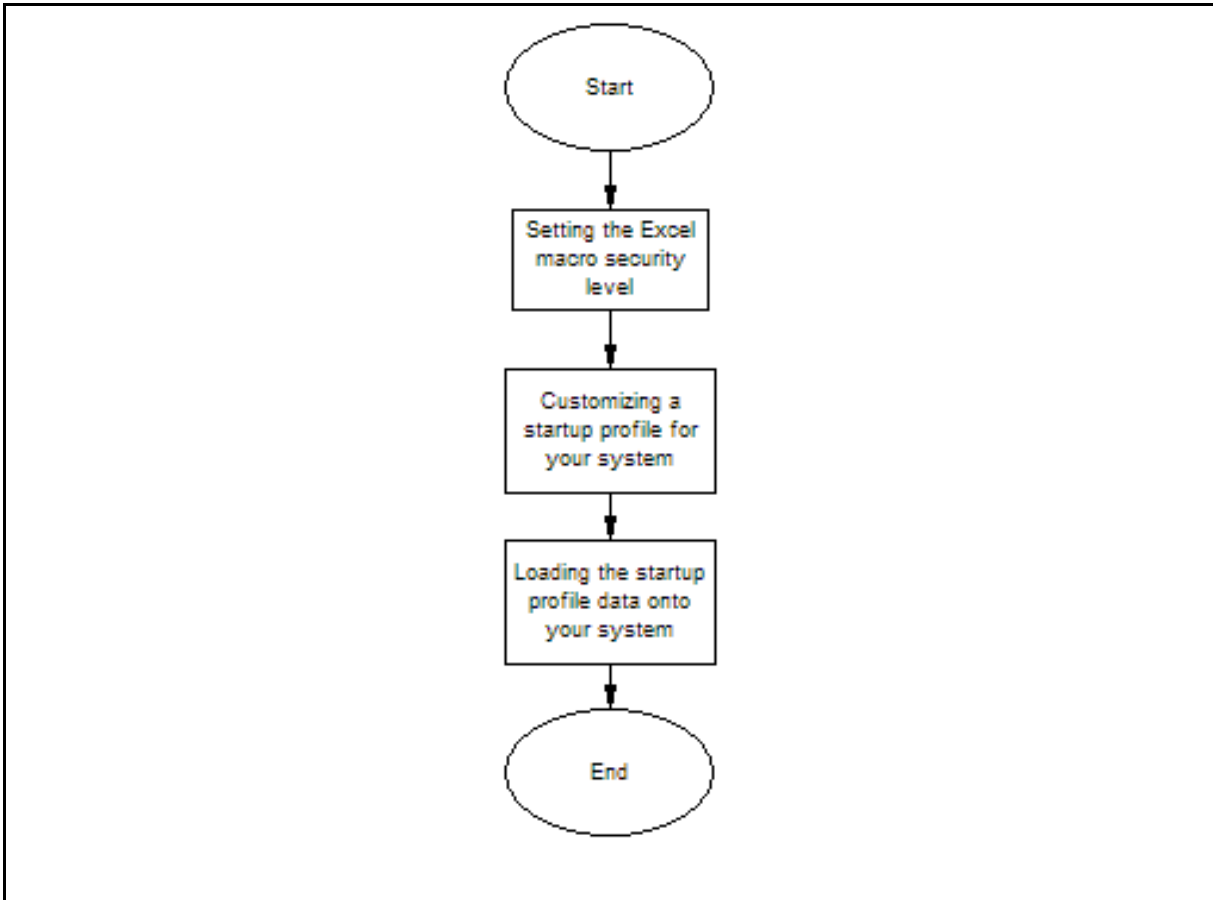 Start
Setting the Excel
macro security
level
Customizing a
startup profile for
your system
Loading the startup
profile data onto
your system
End